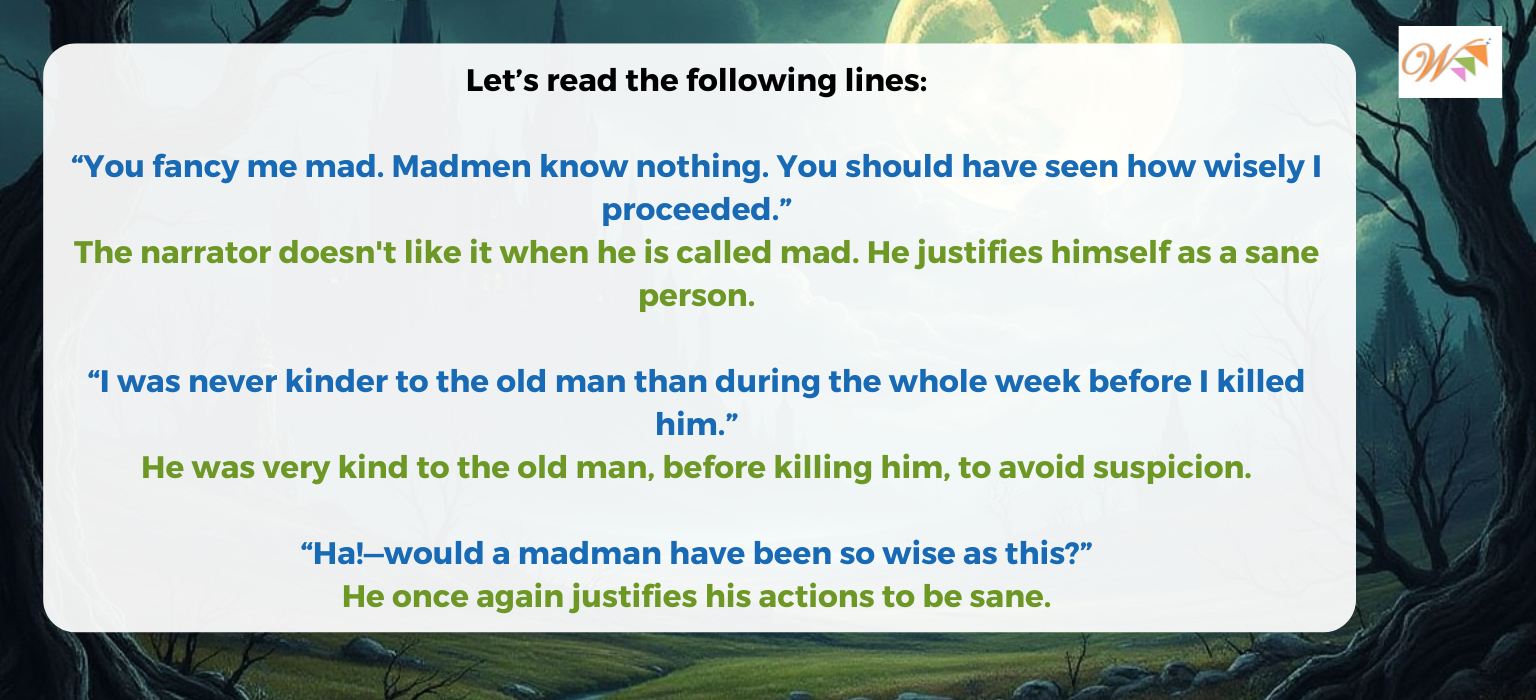 Let’s read the following lines:
“You fancy me mad. Madmen know nothing. You should have seen how wisely I
proceeded.”
The narrator doesn't like it when he is called mad. He justifies himself as a sane
person.
“I was never kinder to the old man than during the whole week before I killed
him.”
He was very kind to the old man, before killing him, to avoid suspicion.
“Ha!—would a madman have been so wise as this?”
He once again justifies his actions to be sane.
W